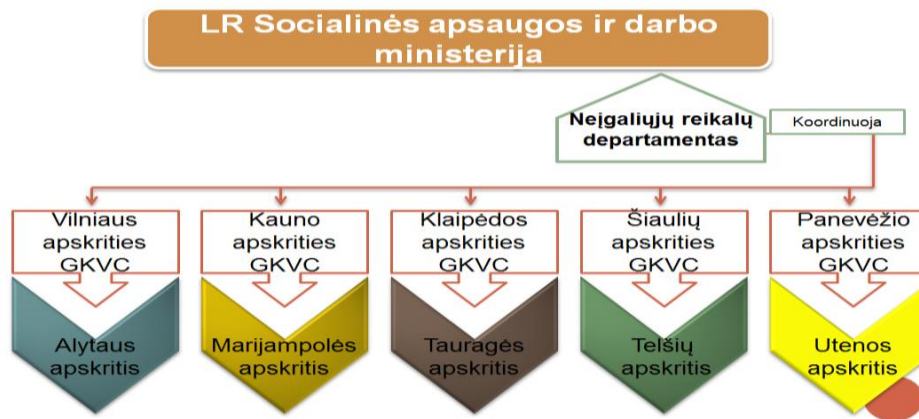 LR Socialinės apsaugos ir darbo
ministerija
Neįgaliųjų reikalų
departamentas
Koordinuoja
Vilniaus
apskrities
GKVC
Kauno
apskrities
GKVC
Klaipėdos
apskrities
GKVC
Šiaulių
apskrities
GKVC
Panevėžio
apskrities
GKVC
Alytaus
apskritis
Marijampolės
apskritis
Tauragės
apskritis
Telšių
apskritis
Utenos
apskritis